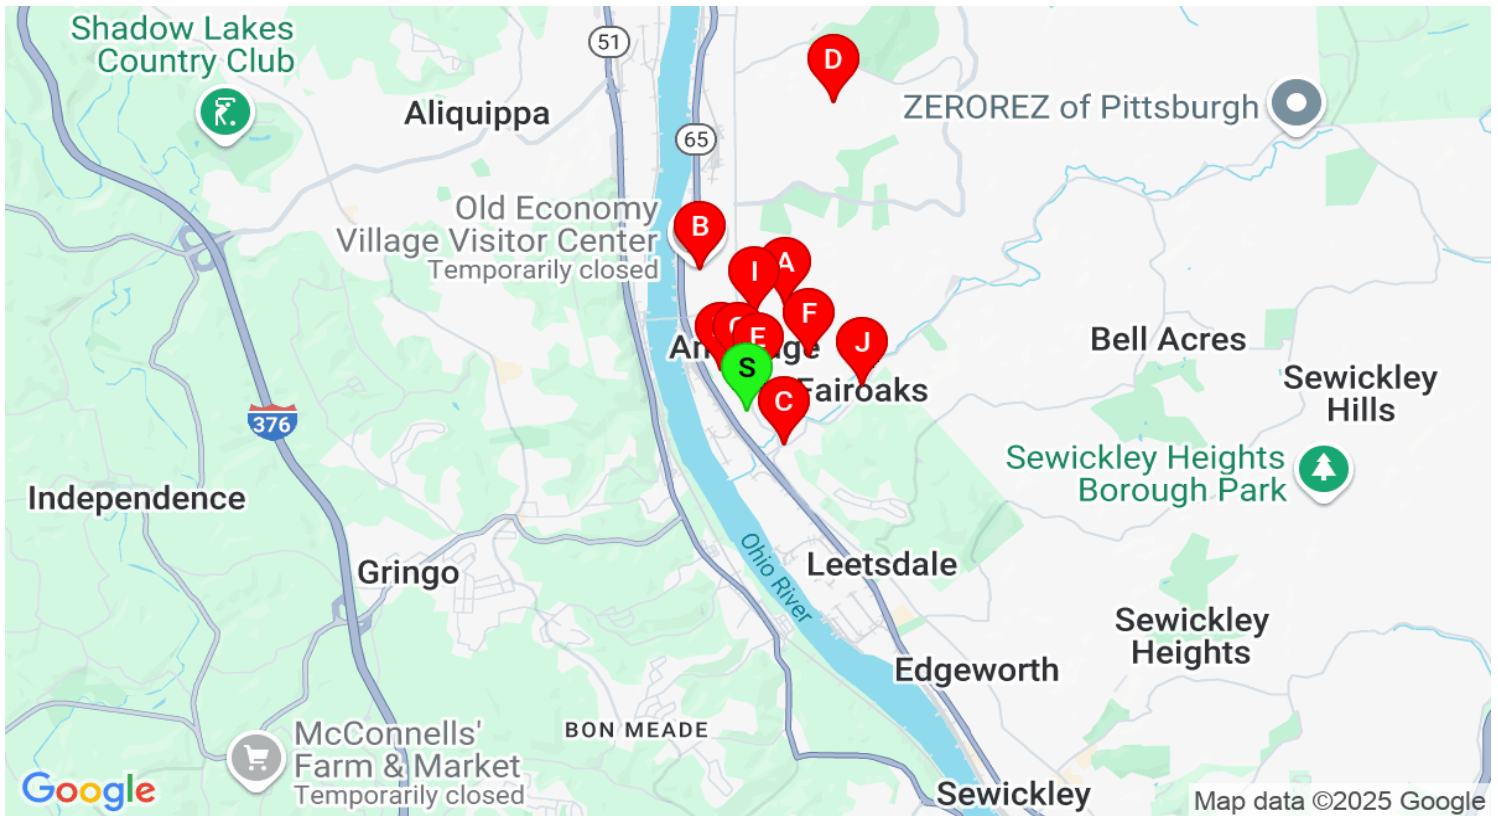 Shadow Lakes
Country Club
51
D
Aliquippa
ZEROREZ of Pittsburgh
65
Old Economy
Village Visitor Center
Temporarily closed
B
A
I
F
E
J
S
C
Bell Acres
Fairoaks
Sewickley
Hills
376
Sewickley Heights
Borough Park
Independence
Ohio River
Leetsdale
Gringo
Sewickley
Heights
Edgeworth
BON MEADE
McConnells'
Farm & Market
Temporarily closed
Google
Sewickley
Map data ©2025 Google